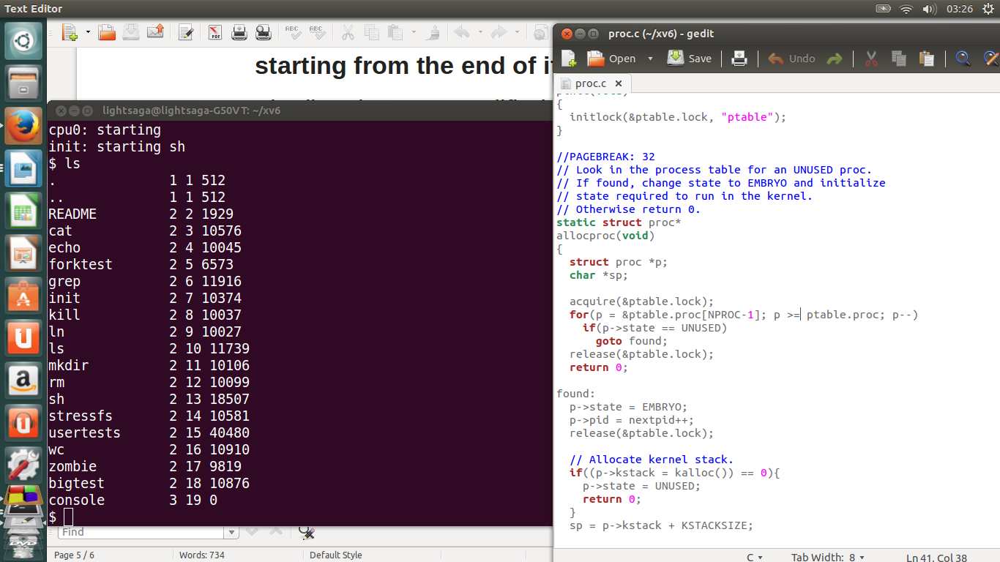 Text Editor
03:26
starting from the end of
lightsaga@lightsaga-G50VT: ~/xv6
cpu0: starting
init: starting sh
$ ls
. 1 1 512
.. 1 1 512
README 2 2 1929
cat 2 3 10576
echo 2 4 10045
forktest 2 5 6573
grep 2 6 11916
init 2 7 10374
kill 2 8 10037
ln 2 9 10027
ls 2 10 11739
mkdir 2 11 10106
rm 2 12 10099
sh 2 13 18507
stressfs 2 14 10581
usertests 2 15 40480
wc 2 16 10910
zombie 2 17 9819
bigtest 2 18 10876
console 3 19 0
$
Find
Page 5 / 6 Words: 734 Default Style
proc.c (~/xv6) - gedit
Open Save Undo
proc.c
{
  initlock(&ptable.lock, "ptable");
}
//PAGEBREAK: 32
// Look in the process table for an UNUSED proc.
// If found, change state to EMBRYO and initialize
// state required to run in the kernel.
// Otherwise return 0.
static struct proc*
allocproc(void)
{
  struct proc *p;
  char *sp;
  acquire(&ptable.lock);
  for(p = &ptable.proc[NPROC-1]; p >= ptable.proc; p--)
    if(p->state == UNUSED)
      goto found;
  release(&ptable.lock);
  return 0;
found:
  p->state = EMBRYO;
  p->pid = nextpid++;
  release(&ptable.lock);
  // Allocate kernel stack.
  if((p->kstack = kalloc()) == 0){
    p->state = UNUSED;
    return 0;
  }
  sp = p->kstack + KSTACKSIZE;
C Tab Width: 8 Ln 41, Col 38